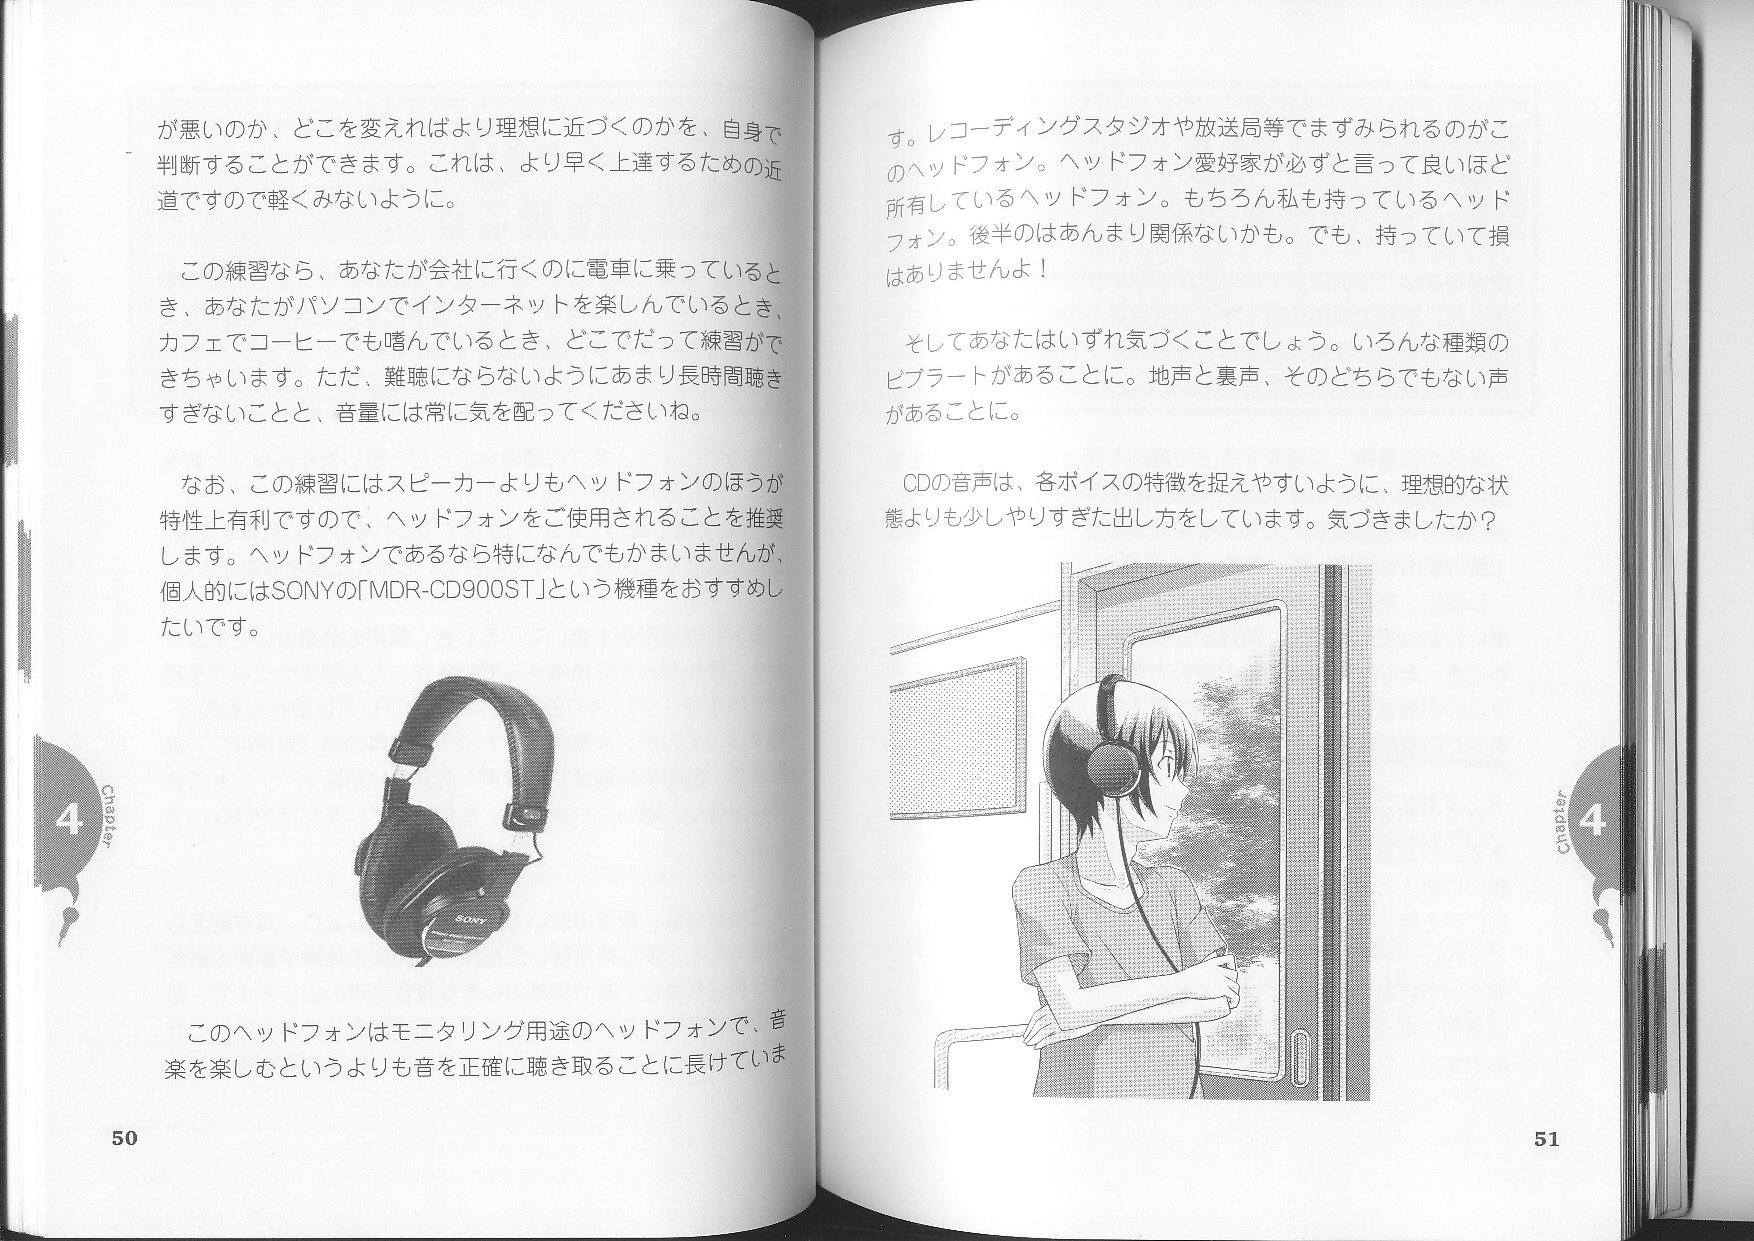 が悪いのか、どこを変えればより理想に近づくのかを、自身で
判断することができます。これは、より早く上達するための近
道ですので軽くみないように。
この練習なら、あなたが会社に行くのに電車に乗っていると
き、あなたがパソコンでインターネットを楽しんでいるとき、
カフェでコーヒーでも嗜んでいるとき、どこでだって練習がで
きちゃいます。ただ、難聴にならないようにあまり長時間聴き
すぎないことと、音量には常に気を配ってくださいね。
なお、この練習にはスピーカーよりもヘッドフォンのほうが
特性上有利ですので、ヘッドフォンをご使用されることを推奨
します。ヘッドフォンであるなら特になんでもかまいませんが、
個人的にはSONYの「MDR-CD900ST」という機種をおすすめし
たいです。
SONY
このヘッドフォンはモニタリング用途のヘッドフォンで、音
楽を楽しむというよりも音を正確に聴き取ることに長けていま
4
Chapter
50
す。レコーディングスタジオや放送局等でまずみられるのがこ
のヘッドフォン。ヘッドフォン愛好家が必ずと言って良いほど
所有しているヘッドフォン。もちろん私も持っているヘッド
フォン。後半のはあんまり関係ないかも。でも、持っていて損
はありませんよ！
そしてあなたはいずれ気づくことでしょう。いろんな種類の
ビブラートがあることに。地声と裏声、そのどちらでもない声
があることに。
CDの音声は、各ボイスの特徴を捉えやすいように、理想的な状
態よりも少しやりすぎた出し方をしています。気づきましたか？
Chapter
4
51